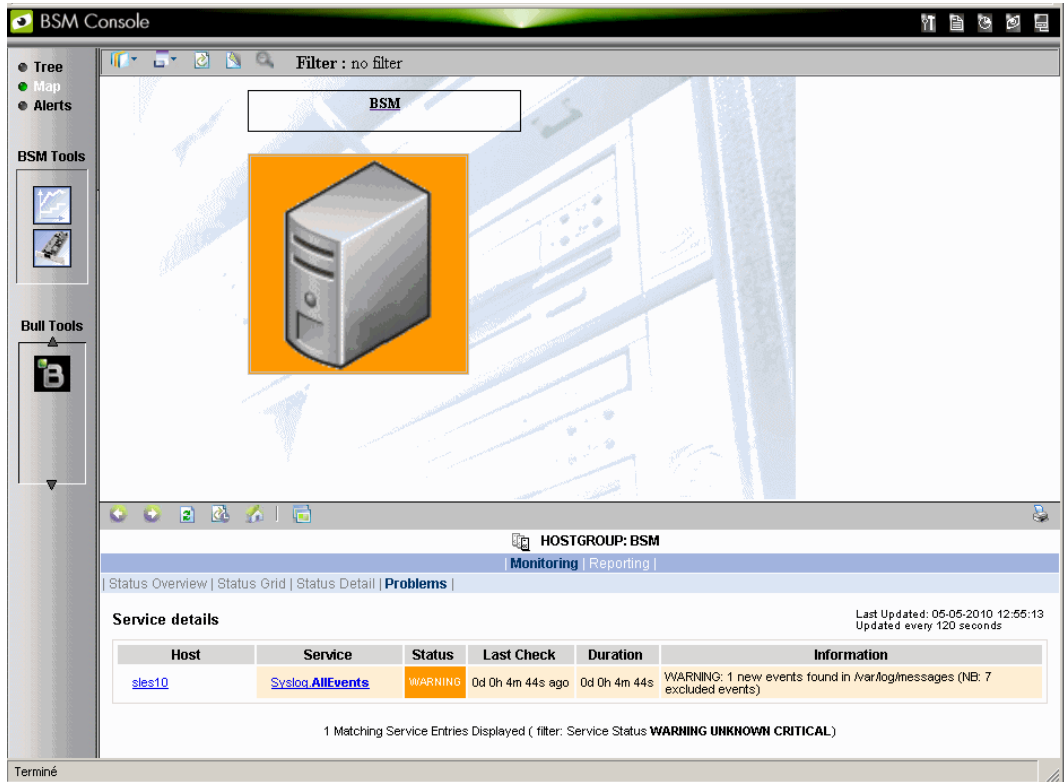 BSM Console
Tree
Map
Alerts
BSM Tools
Bull Tools
B
Filter : no filter
BSM
HOSTGROUP: BSM
| Monitoring | Reporting |
| Status Overview | Status Grid | Status Detail | Problems |
Service details
Last Updated: 05-05-2010 12:55:13
Updated every 120 seconds
Host Service Status Last Check Duration Information
sles10 Syslog.AllEvents WARNING 0d 0h 4m 44s ago 0d 0h 4m 44s WARNING: 1 new events found in /var/log/messages (NB: 7
excluded events)
1 Matching Service Entries Displayed ( filter: Service Status WARNING UNKNOWN CRITICAL)
Terminé